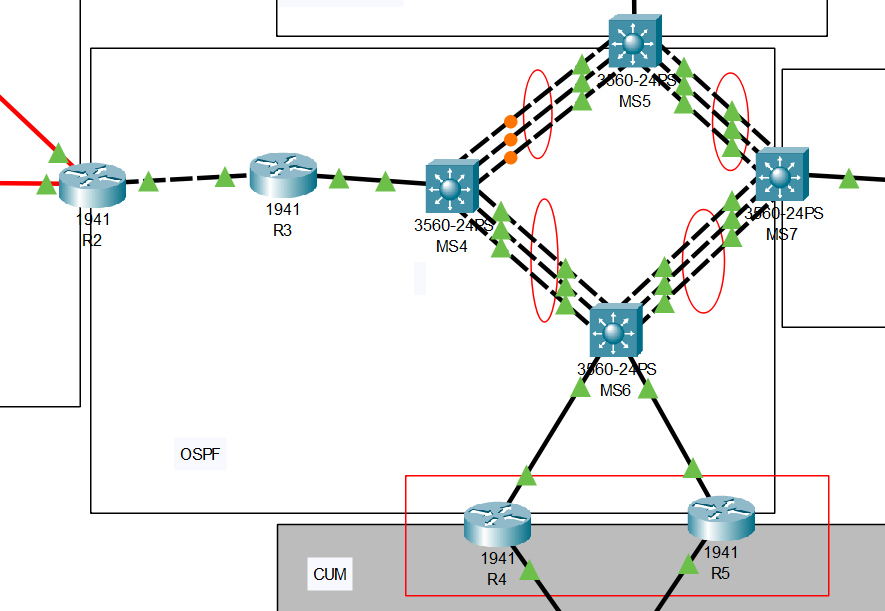 3560-24PS
MS5
1941
R2
1941
R3
3560-24PS
MS4
3560-24PS
MS7
3560-24PS
MS6
OSPF
1941
R4
1941
R5
CUM